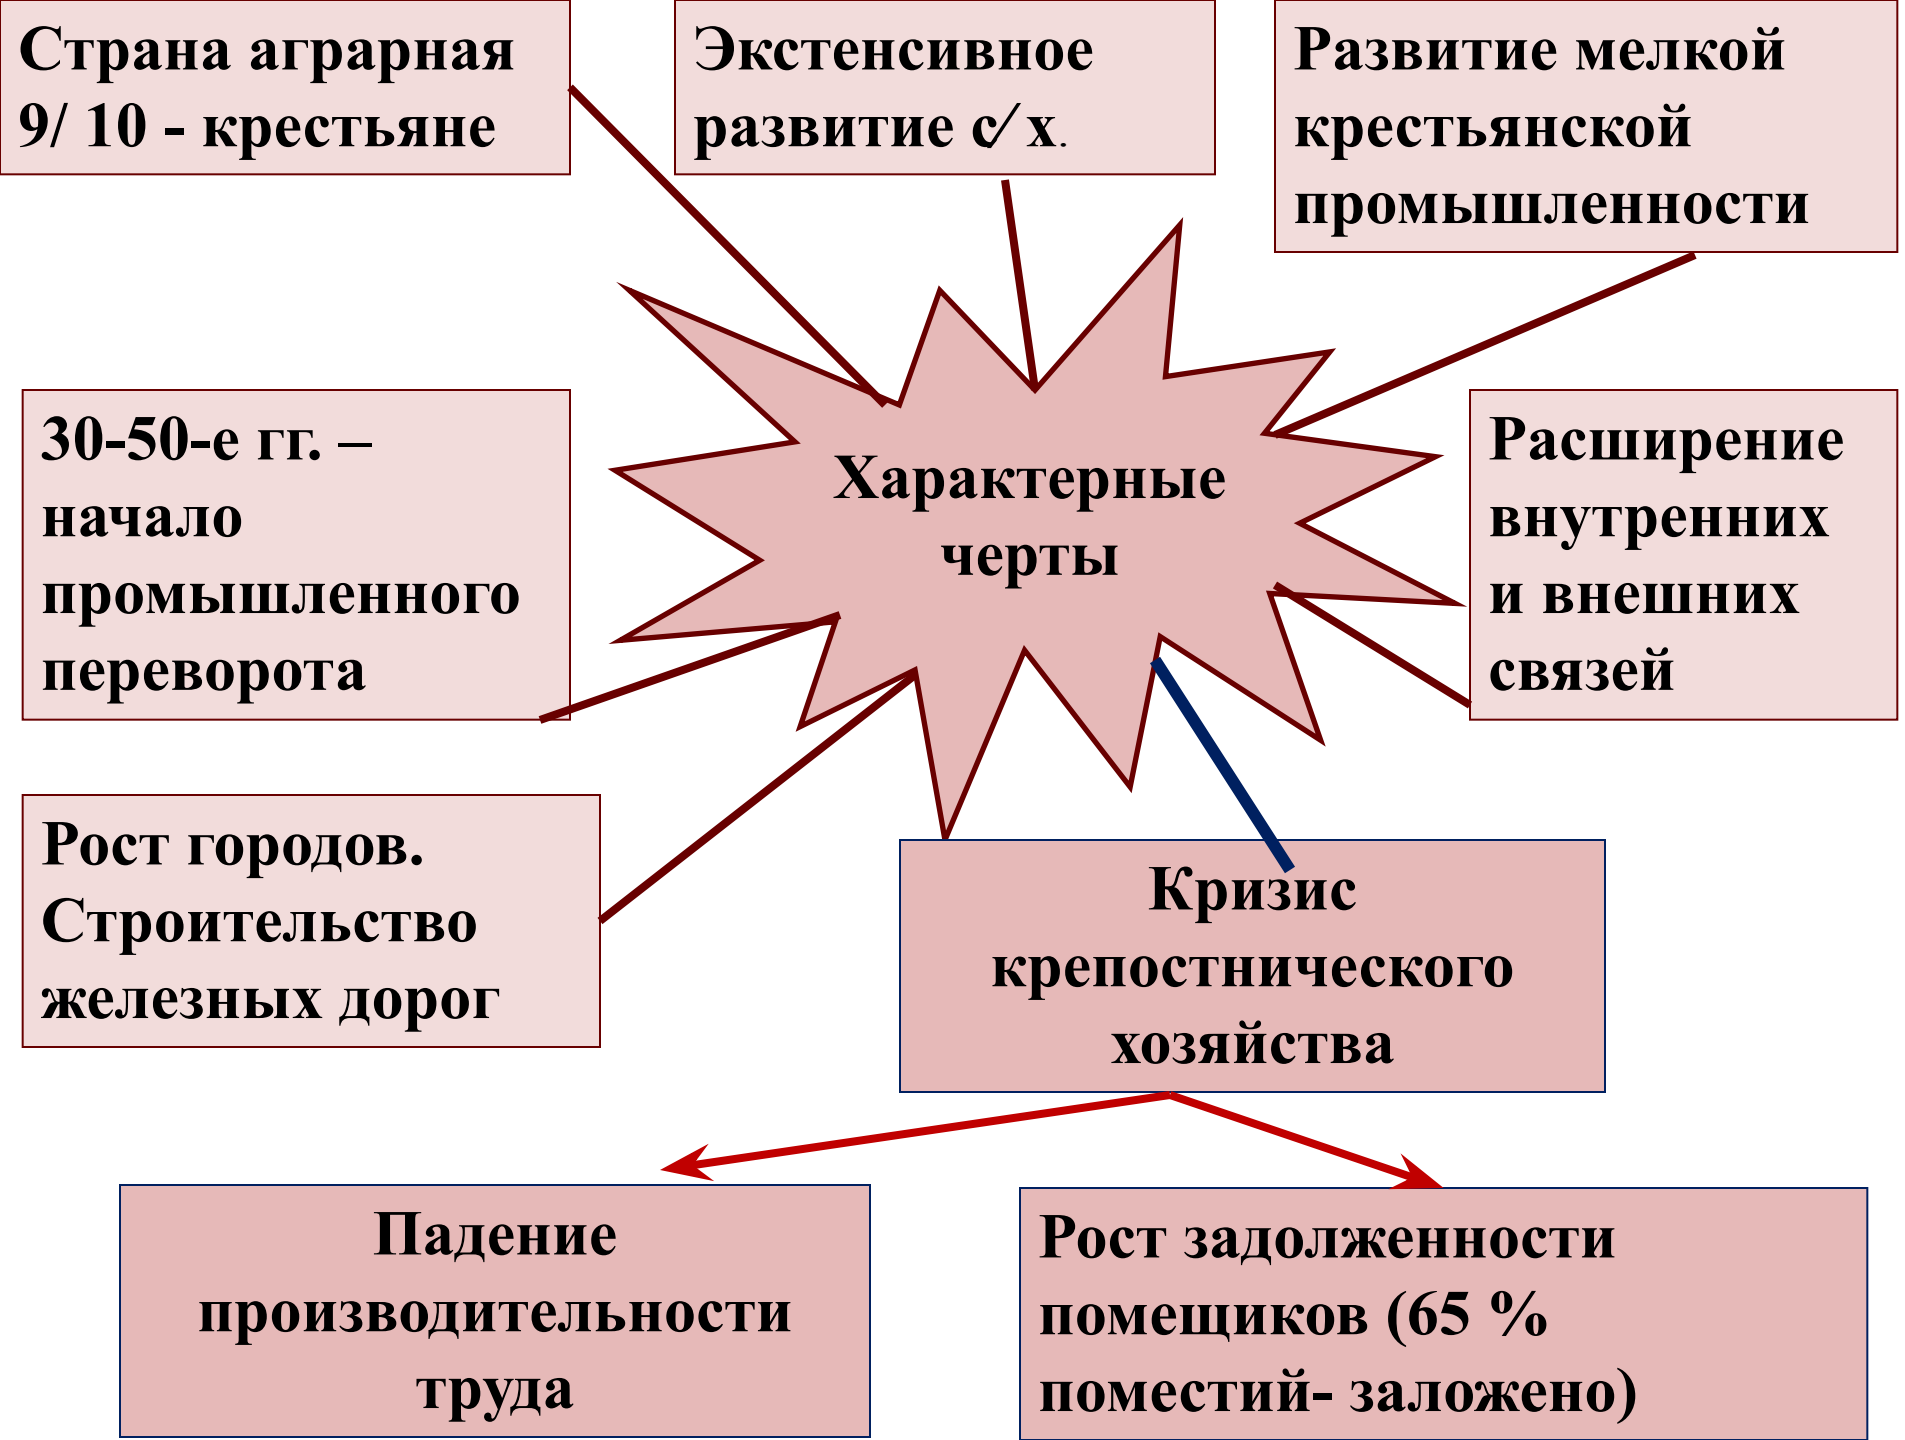 Страна аграрная
9/ 10 - крестьяне
Экстенсивное
развитие с ⁄ х.
Развитие мелкой
крестьянской
промышленности
Характерные
черты
30-50-е гг. –
начало
промышленного
переворота
Расширение
внутренних
и внешних
связей
Рост городов.
Строительство
железных дорог
Кризис
крепостнического
хозяйства
Падение
производительности
труда
Рост задолженности
помещиков (65 %
поместий- заложено)